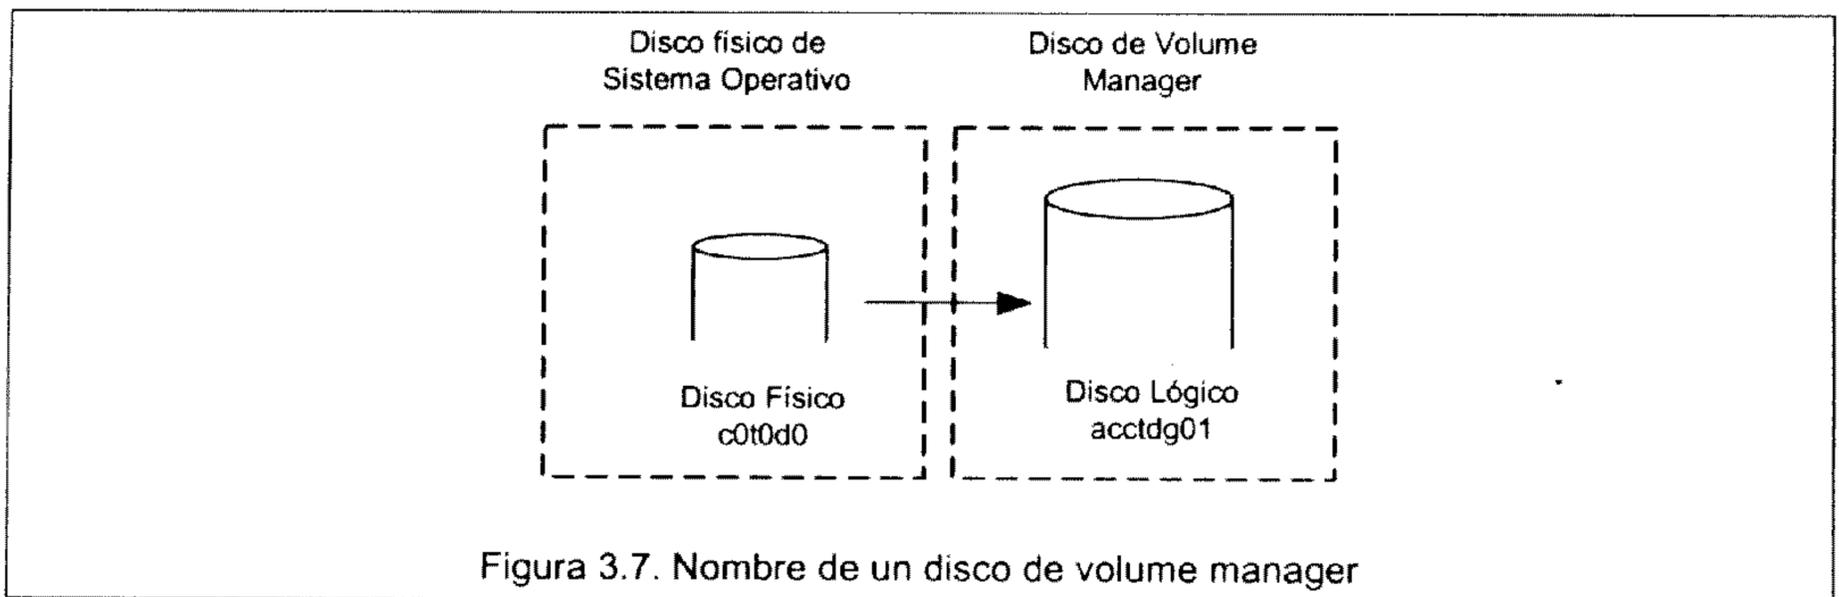 Disco físico de
Sistema Operativo
Disco de Volume
Manager
Disco Físico
c0t0d0
Disco Lógico
acctdg01
Figura 3.7. Nombre de un disco de volume manager